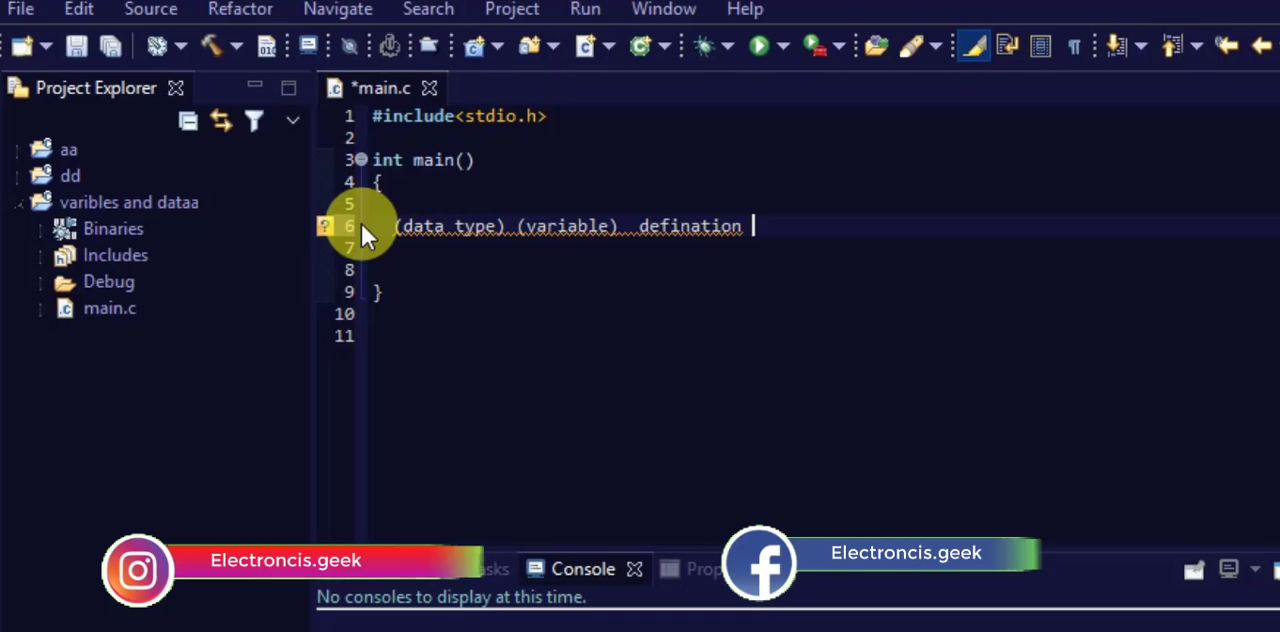 File Edit Source Refactor Navigate Search Project Run Window Help
Project Explorer
*main.c
aa
dd
varibles and dataa
Binaries
Includes
Debug
main.c
1 #include<stdio.h>
2
3 int main()
4 {
5
6 (data type) (variable) defination
7
8
9 }
10
11
Electroncis.geek
Console
Electroncis.geek
No consoles to display at this time.